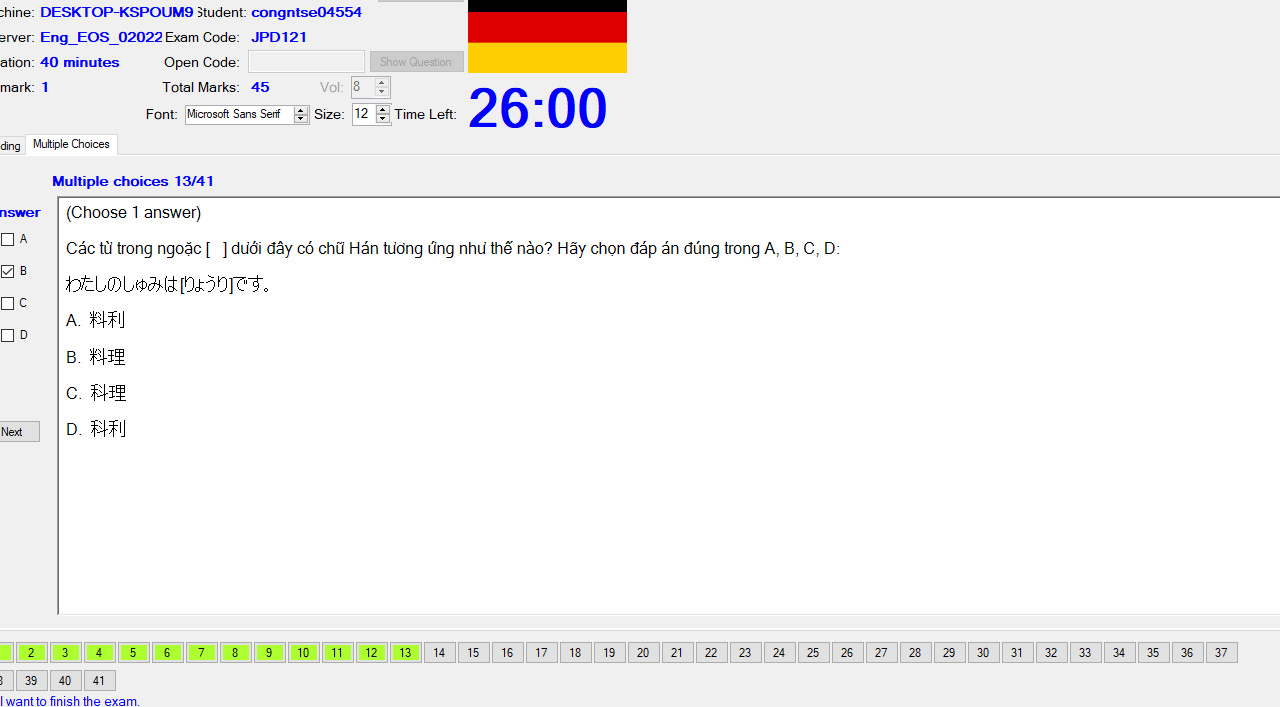 chine: DESKTOP-KSPOUM9 Student: congntse04554
erver: Eng_EOS_02022 Exam Code: JPD121
ation: 40 minutes Open Code: Show Question
mark: 1 Total Marks: 45 Vol: 8
Font: Microsoft Sans Serif Size: 12 Time Left: 26:00
ding Multiple Choices
Multiple choices 13/41
nswer
(Choose 1 answer)
A
Các từ trong ngoặc [ ] dưới đây có chữ Hán tương ứng như thế nào? Hãy chọn đáp án đúng trong A, B, C, D:
B
わたしのしゅみは[りょうり]です。
C
A. 料利
D
B. 料理
C. 科理
D. 科利
Next
2 3 4 5 6 7 8 9 10 11 12 13 14 15 16 17 18 19 20 21 22 23 24 25 26 27 28 29 30 31 32 33 34 35 36 37
39 40 41
I want to finish the exam.